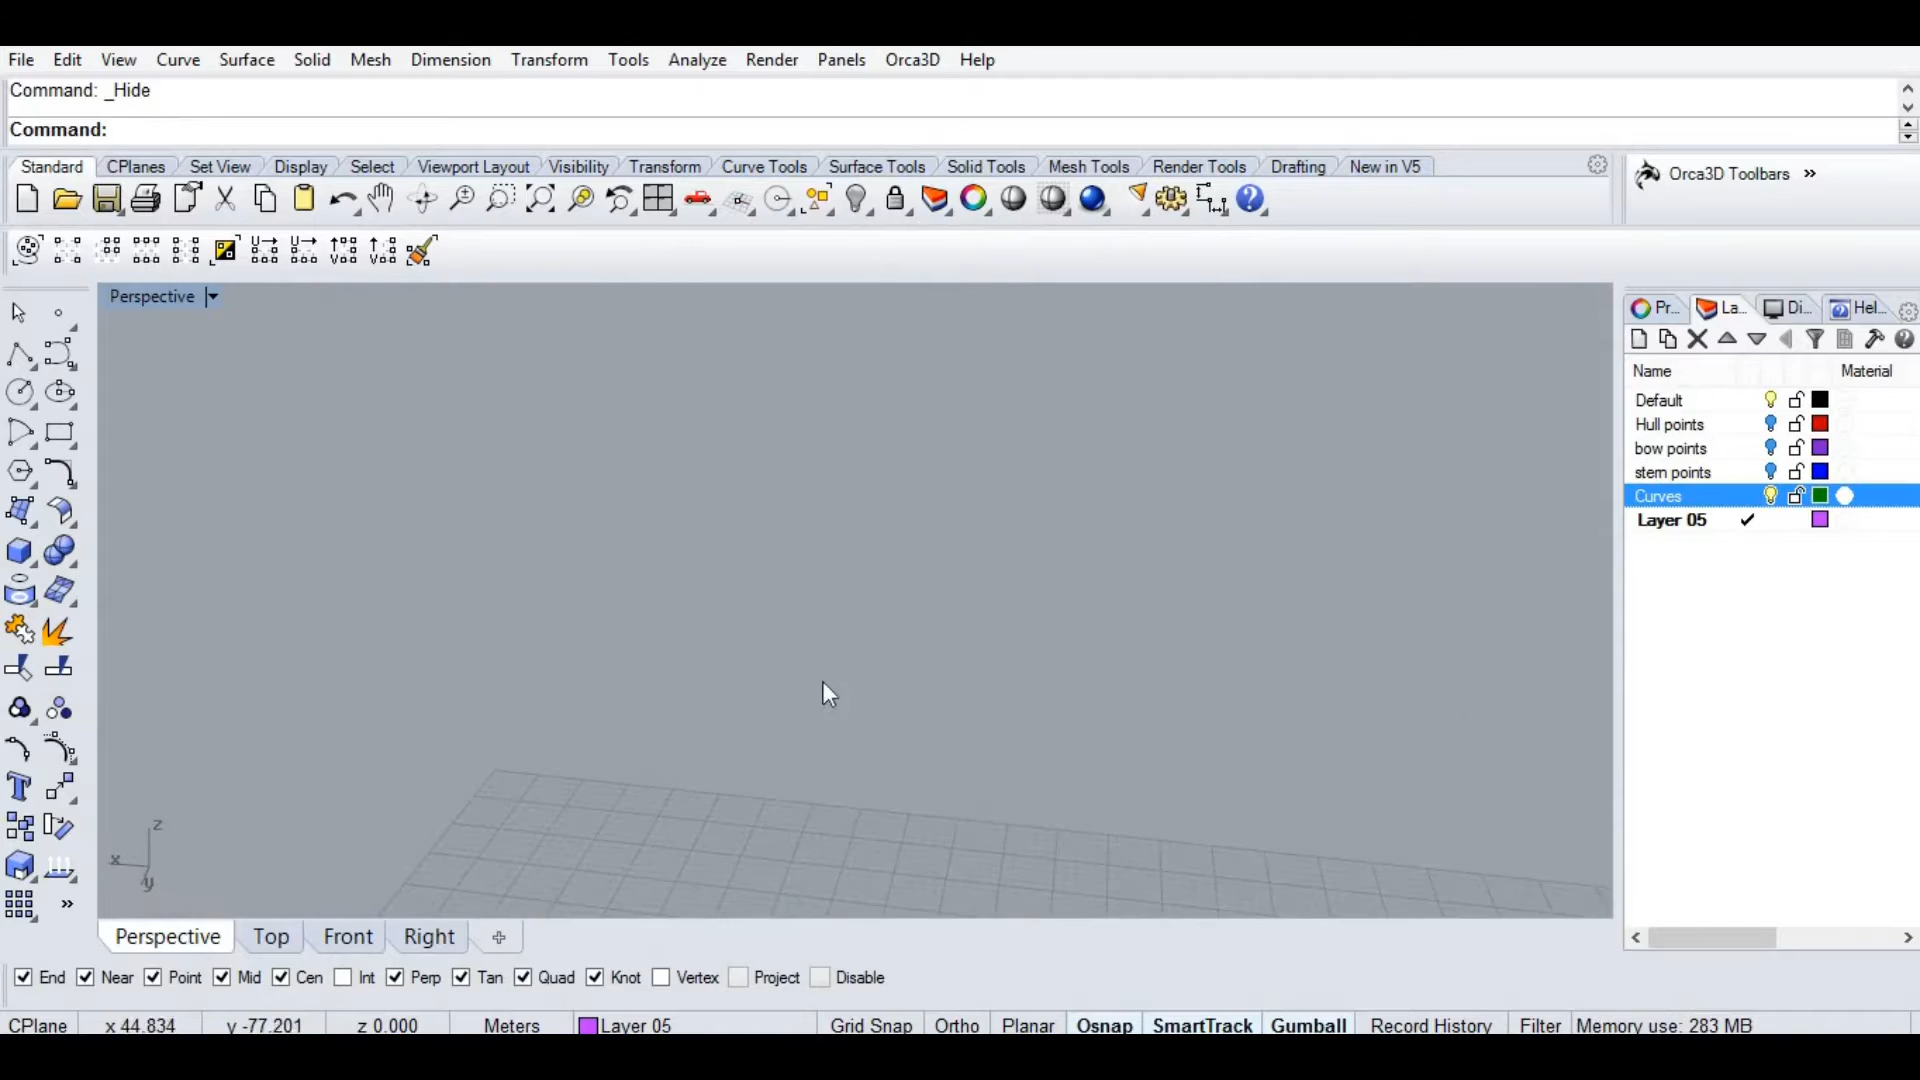 File Edit View Curve Surface Solid Mesh Dimension Transform Tools Analyze Render Panels Orca3D Help
Command: _Hide
Command:
Standard CPlanes Set View Display Select Viewport Layout Visibility Transform Curve Tools Surface Tools Solid Tools Mesh Tools Render Tools Drafting New in V5
Orca3D Toolbars »
Perspective
Pr... La... Di... Hel...
Name Material
Default
Hull points
bow points
stem points
Curves
Layer 05
z
x
y
Perspective Top Front Right
End Near Point Mid Cen Int Perp Tan Quad Knot Vertex Project Disable
CPlane x 44.834 y -77.201 z 0.000 Meters Layer 05 Grid Snap Ortho Planar Osnap SmartTrack Gumball Record History Filter Memory use: 283 MB